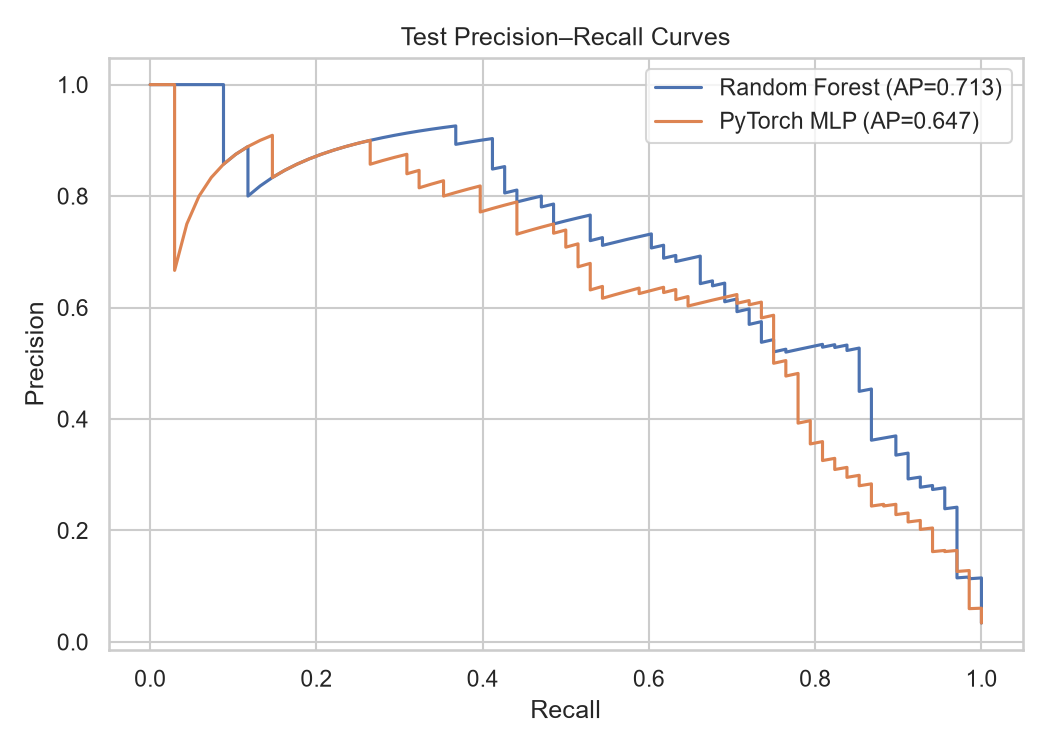 Test Precision–Recall Curves
Random Forest (AP=0.713)
PyTorch MLP (AP=0.647)
Precision
1.0
0.8
0.6
0.4
0.2
0.0
0.0 0.2 0.4 0.6 0.8 1.0
Recall